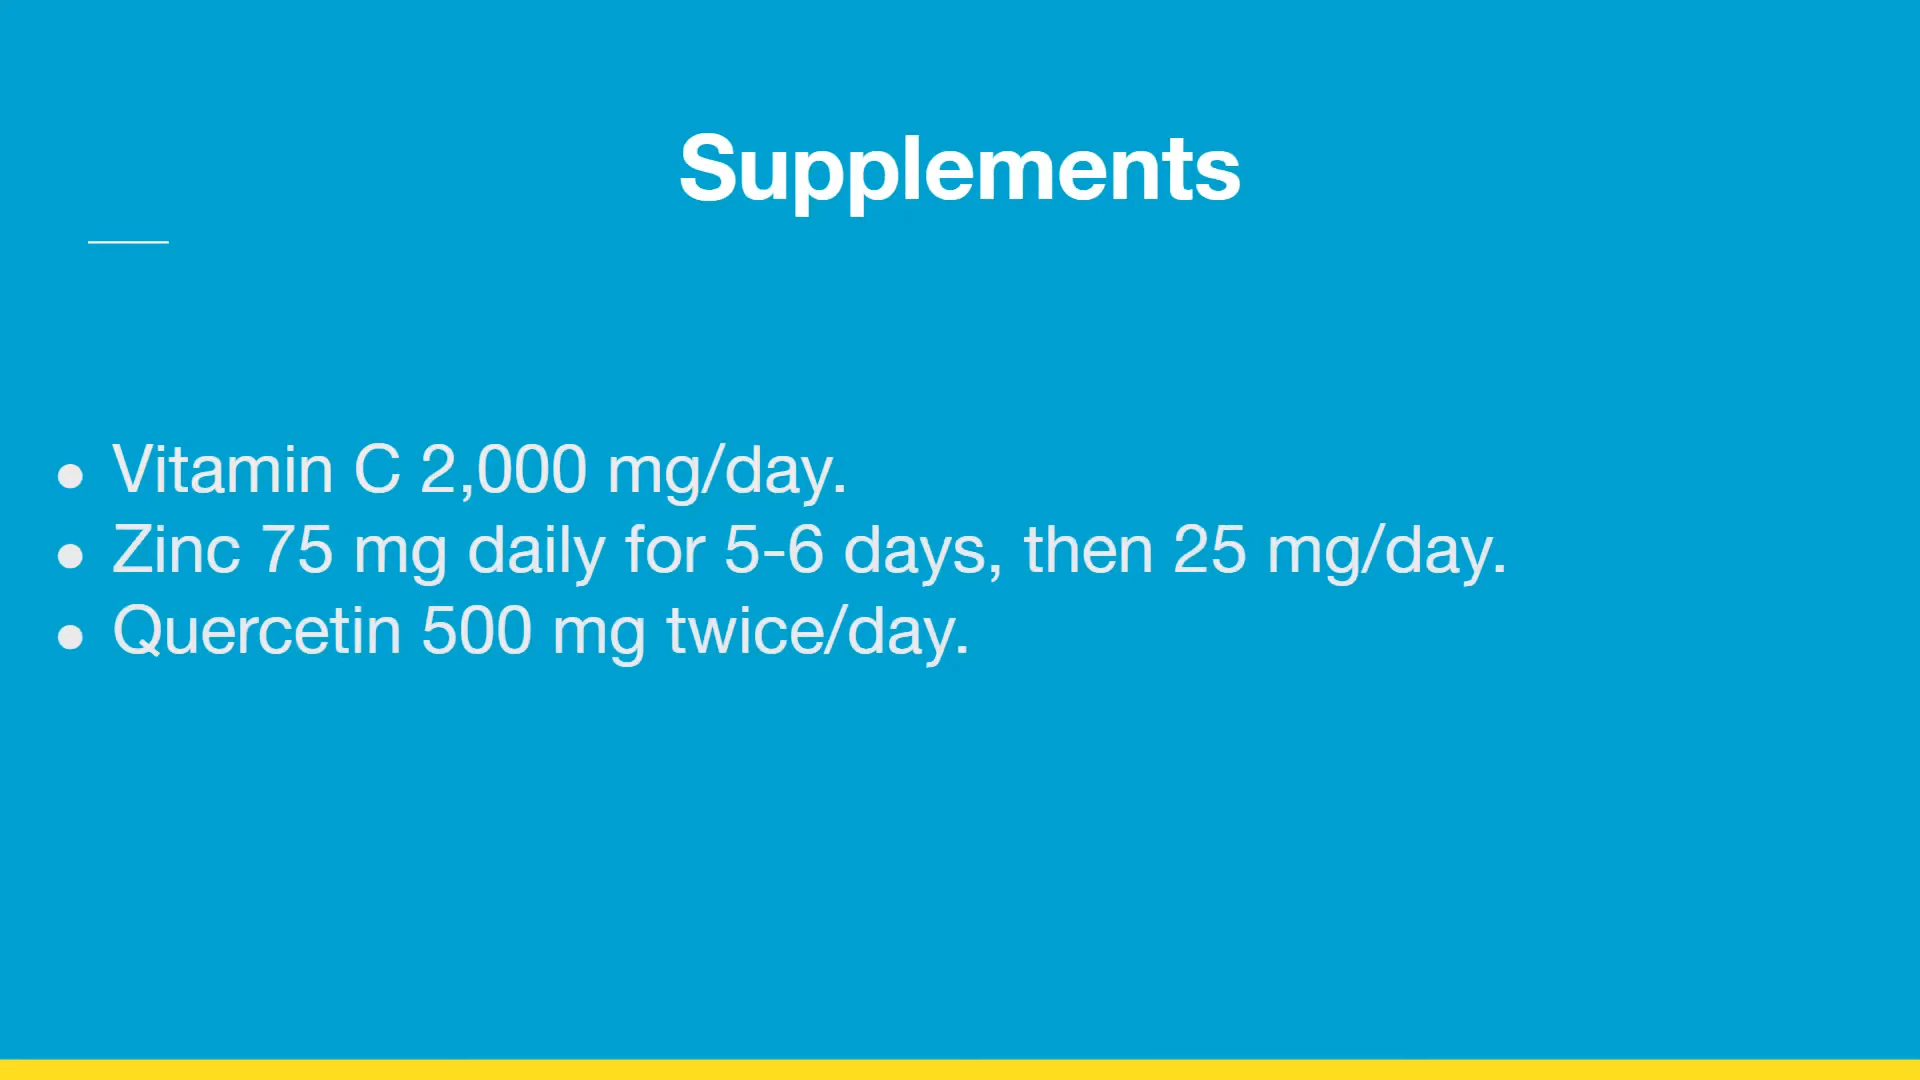 Supplements
● Vitamin C 2,000 mg/day.
● Zinc 75 mg daily for 5-6 days, then 25 mg/day.
● Quercetin 500 mg twice/day.